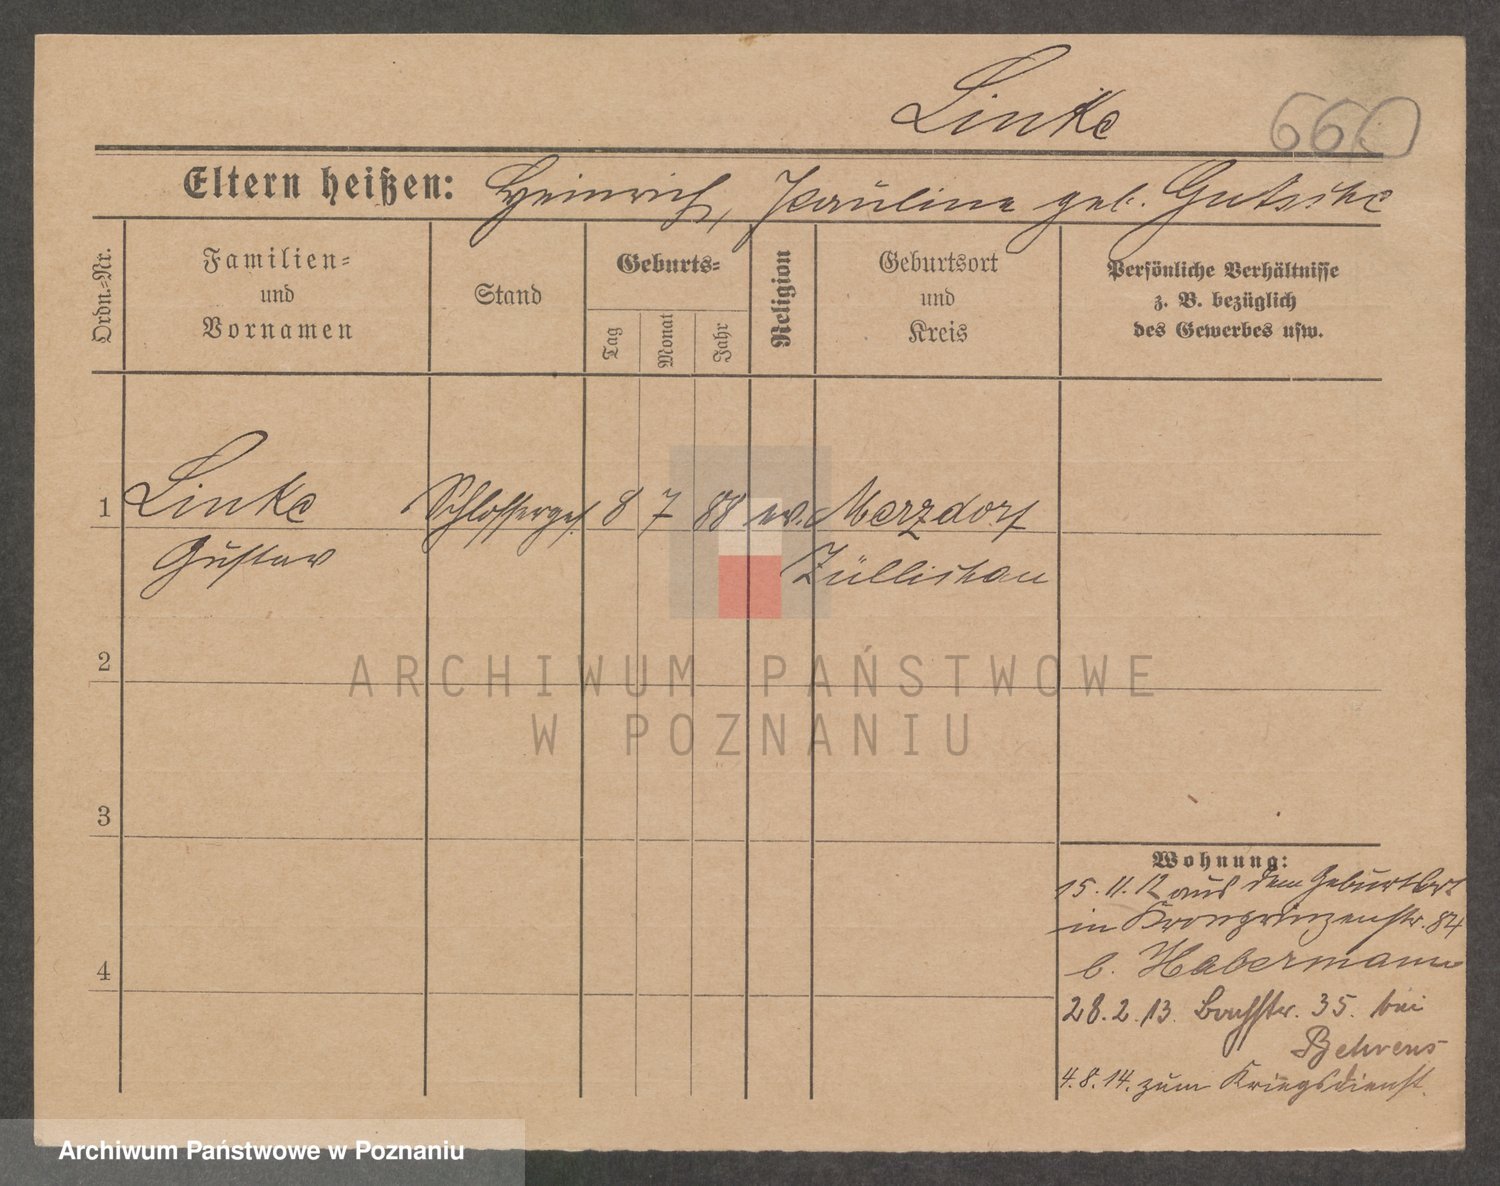 Linke 660
Eltern heißen: Heinrich, Pauline geb. Gutsche
Ordn.-Nr.
Familien-
und
Vornamen
Stand
Geburts-
Tag
Monat
Jahr
Religion
Geburtsort
und
Kreis
Persönliche Verhältnisse
z. B. bezüglich
des Gewerbes usw.
1 Linke Schlosserges. 8 7 88 ev. Merzdorf
Gustav Züllichau
2
3
4
Wohnung:
15.11.12 aus dem Geburtsort
in Kronprinzenstr. 84
b. Habermann
28.2.13. Bachstr. 35. bei
Behrens
4.8.14. zum Kriegsdienst.
ARCHIWUM PAŃSTWOWE
W POZNANIU
Archiwum Państwowe w Poznaniu